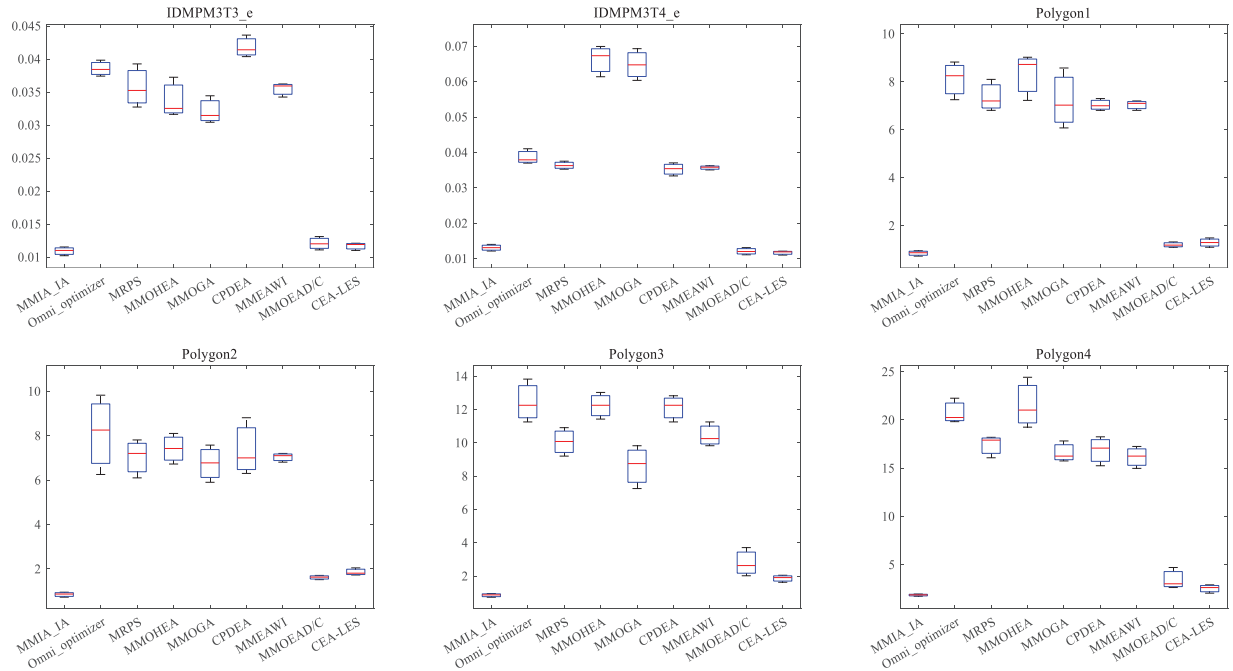 IDMPM3T3_e
0.045
0.04
0.035
0.03
0.025
0.02
0.015
0.01
MMIA_IA
Omni_optimizer
MRPS
MMOHEA
MMOGA
CPDEA
MMEAWI
MMOEAD/C
CEA-LES
IDMPM3T4_e
0.07
0.06
0.05
0.04
0.03
0.02
0.01
MMIA_IA
Omni_optimizer
MRPS
MMOHEA
MMOGA
CPDEA
MMEAWI
MMOEAD/C
CEA-LES
Polygon1
10
8
6
4
2
MMIA_IA
Omni_optimizer
MRPS
MMOHEA
MMOGA
CPDEA
MMEAWI
MMOEAD/C
CEA-LES
Polygon2
10
8
6
4
2
MMIA_IA
Omni_optimizer
MRPS
MMOHEA
MMOGA
CPDEA
MMEAWI
MMOEAD/C
CEA-LES
Polygon3
14
12
10
8
6
4
2
MMIA_IA
Omni_optimizer
MRPS
MMOHEA
MMOGA
CPDEA
MMEAWI
MMOEAD/C
CEA-LES
Polygon4
25
20
15
10
5
MMIA_IA
Omni_optimizer
MRPS
MMOHEA
MMOGA
CPDEA
MMEAWI
MMOEAD/C
CEA-LES